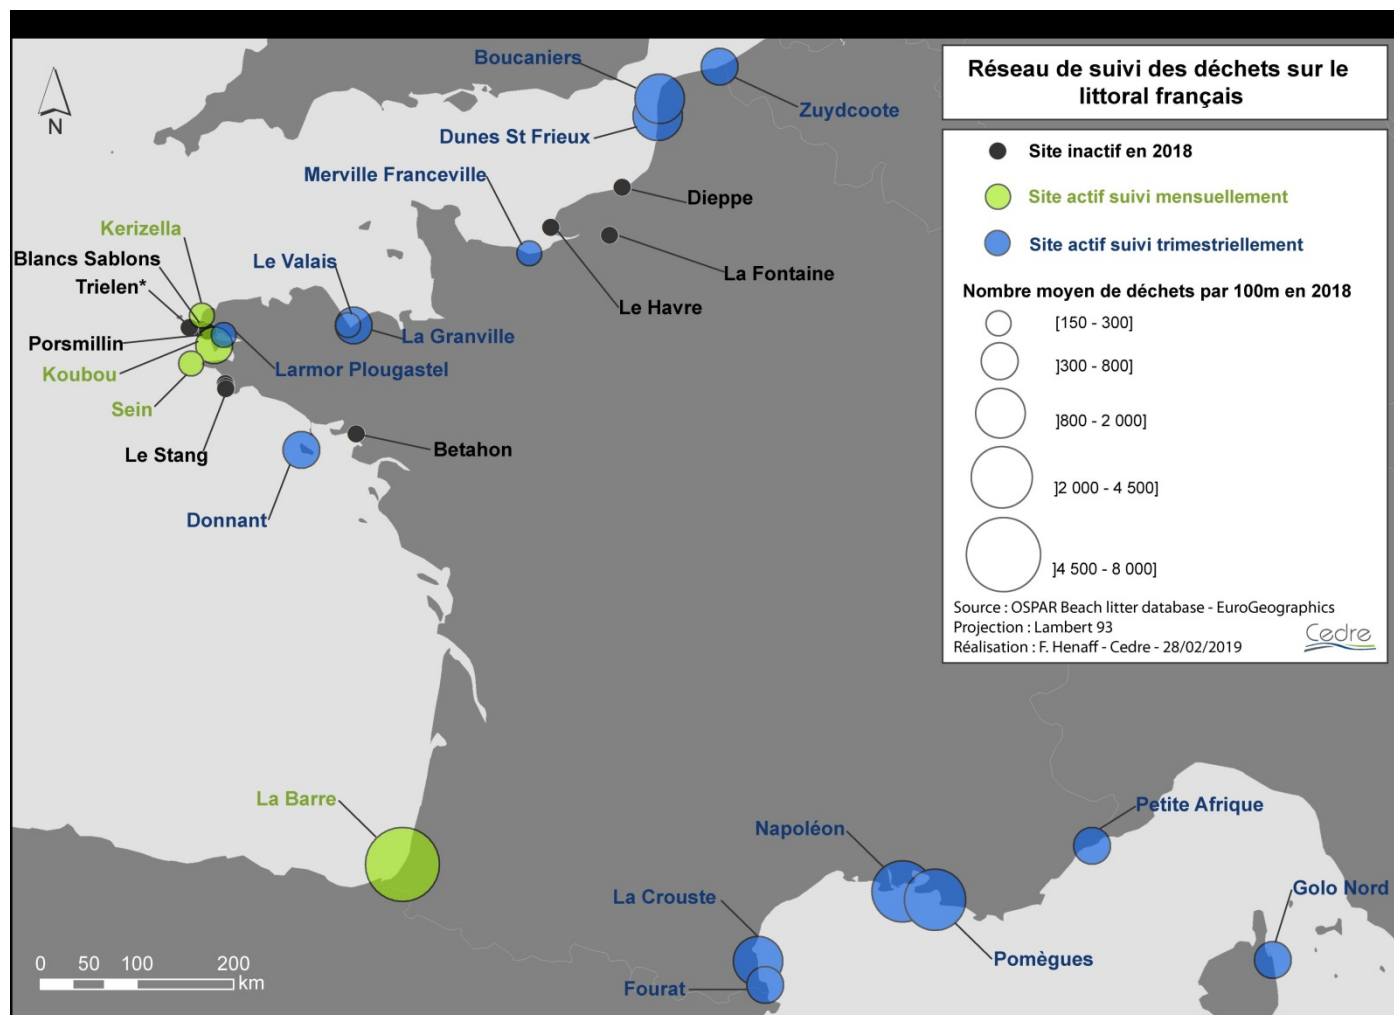 Boucaniers
Zuydcoote
Dunes St Frieux
Merville Franceville
Dieppe
Kerizella
Blancs Sablons
Le Valais
La Fontaine
Trielen*
Le Havre
Porsmillin
La Granville
Koubou
Larmor Plougastel
Sein
Le Stang
Betahon
Donnant
La Barre
Petite Afrique
Napoléon
La Crouste
Golo Nord
Pomègues
Fourat
N
0 50 100 200
km
Réseau de suivi des déchets sur le
littoral français
Site inactif en 2018
Site actif suivi mensuellement
Site actif suivi trimestriellement
Nombre moyen de déchets par 100m en 2018
[150 - 300]
]300 - 800]
]800 - 2 000]
]2 000 - 4 500]
]4 500 - 8 000]
Source : OSPAR Beach litter database - EuroGeographics
Projection : Lambert 93
Réalisation : F. Henaff - Cedre - 28/02/2019
Cedre